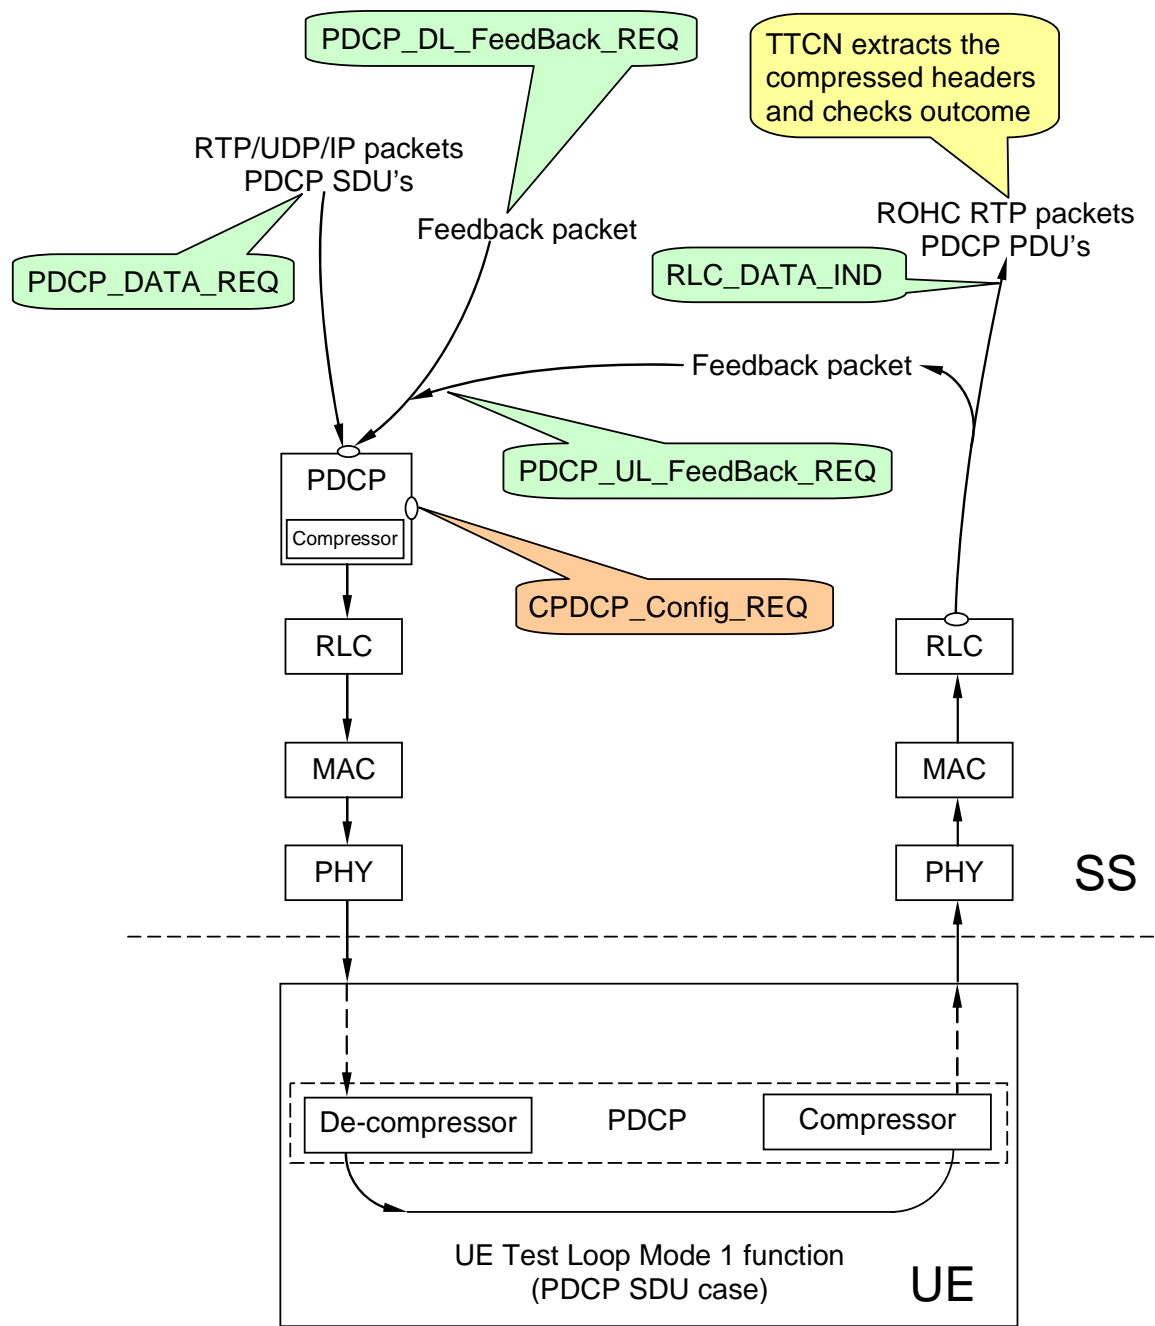 PDCP_DL_FeedBack_REQ
TTCN extracts the
compressed headers
and checks outcome
RTP/UDP/IP packets
PDCP SDU's
Feedback packet
ROHC RTP packets
PDCP PDU's
PDCP_DATA_REQ
RLC_DATA_IND
Feedback packet
PDCP
PDCP_UL_FeedBack_REQ
Compressor
CPDCP_Config_REQ
RLC
RLC
MAC
MAC
PHY
PHY
SS
De-compressor
PDCP
Compressor
UE Test Loop Mode 1 function
(PDCP SDU case)
UE